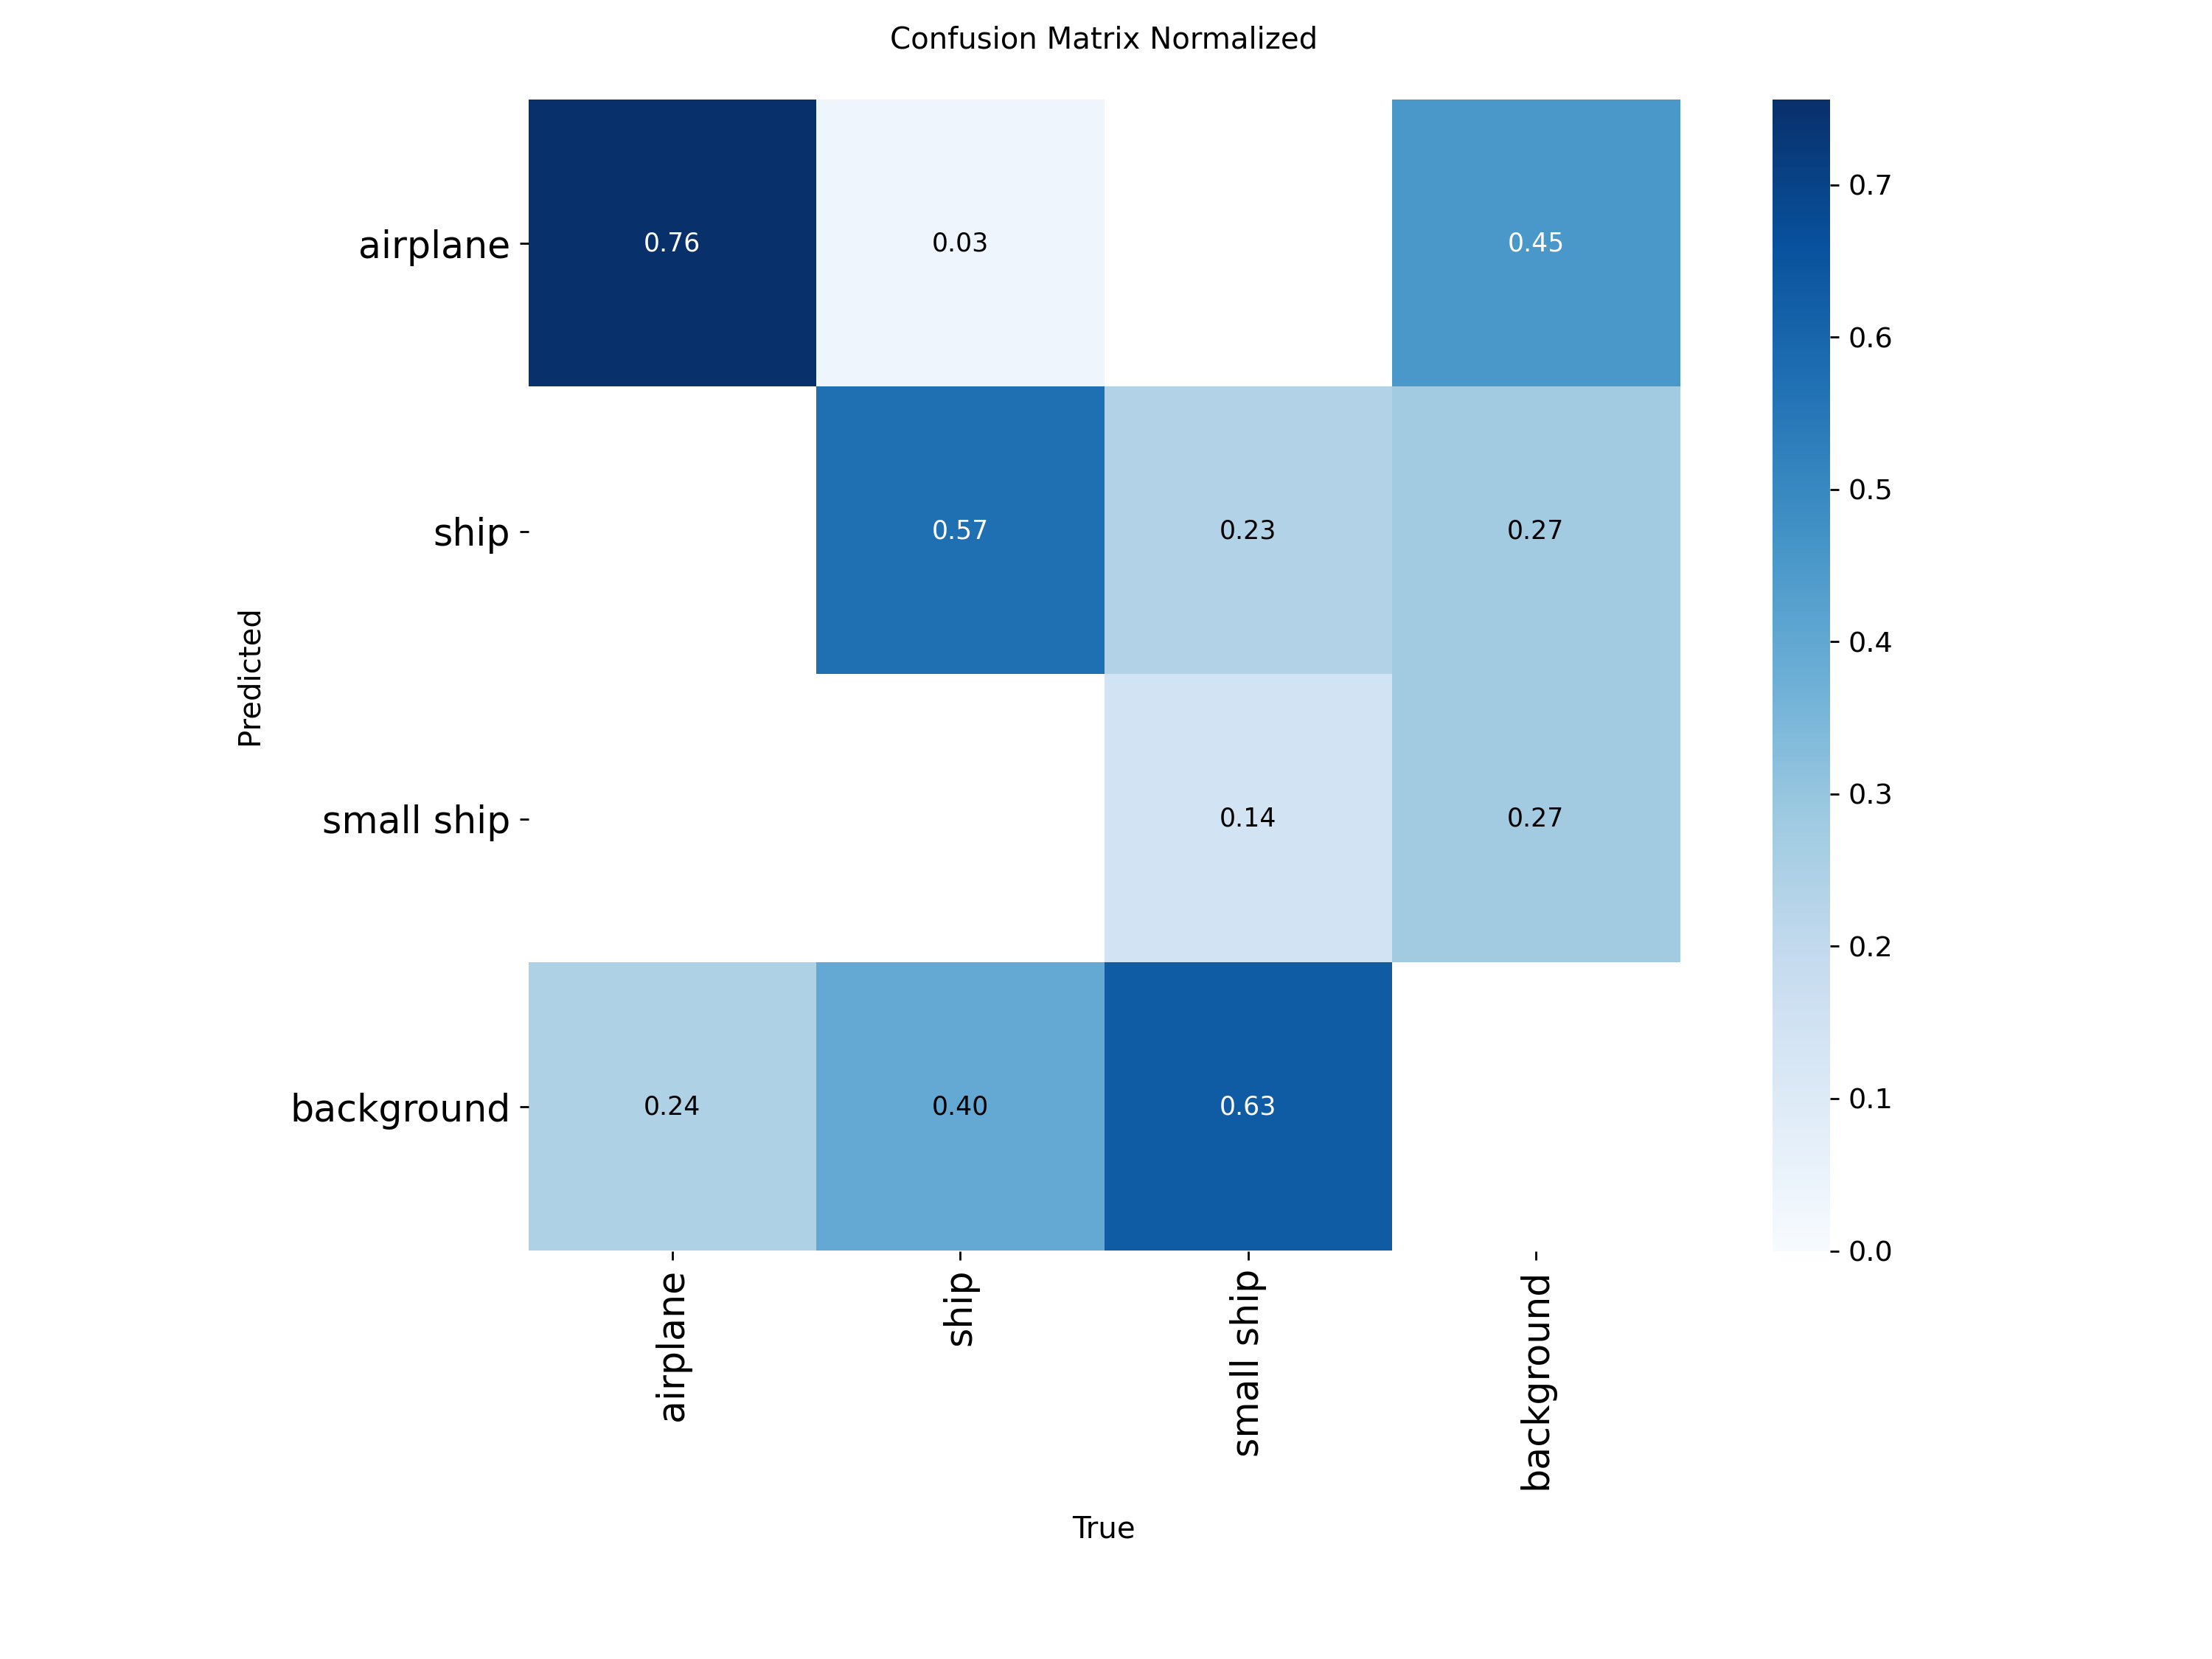 Confusion Matrix Normalized
airplane
0.76
0.03
0.45
ship
0.57
0.23
0.27
small ship
0.14
0.27
background
0.24
0.40
0.63
Predicted
airplane
ship
small ship
background
True
0.7
0.6
0.5
0.4
0.3
0.2
0.1
0.0